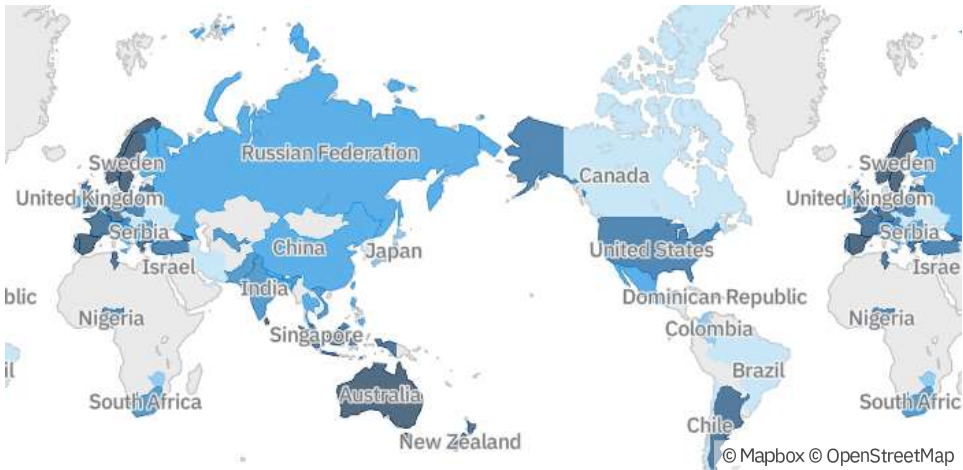 Sweden
Sweden
Russian Federation
Canada
United Kingdom
United Kingdom
Serbia
Serbia
China
Japan
United States
Israel
Israe
India
blic
Dominican Republic
Nigeria
Nigeria
Singapore
Colombia
il
Brazil
South Africa
South Afric
Australia
Chile
New Zealand
© Mapbox © OpenStreetMap